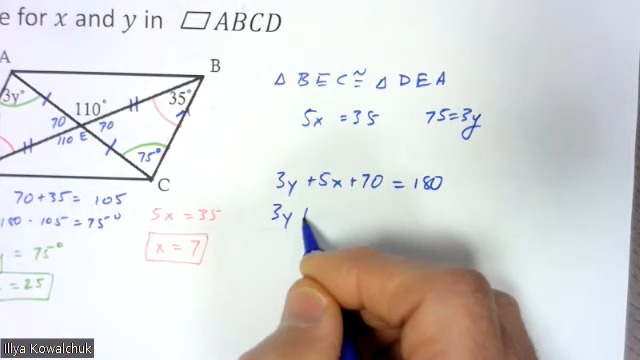 e for x and y in ▱ABCD
A
B
3y°
110°
35°
70
70
110
E
75°
C
△ BEC ≅ △ DEA
5x = 35 75 = 3y
3y + 5x + 70 = 180
3y
70 + 35 = 105
180 - 105 = 75°
5x = 35
x = 7
= 75°
= 25
Illya Kowalchuk